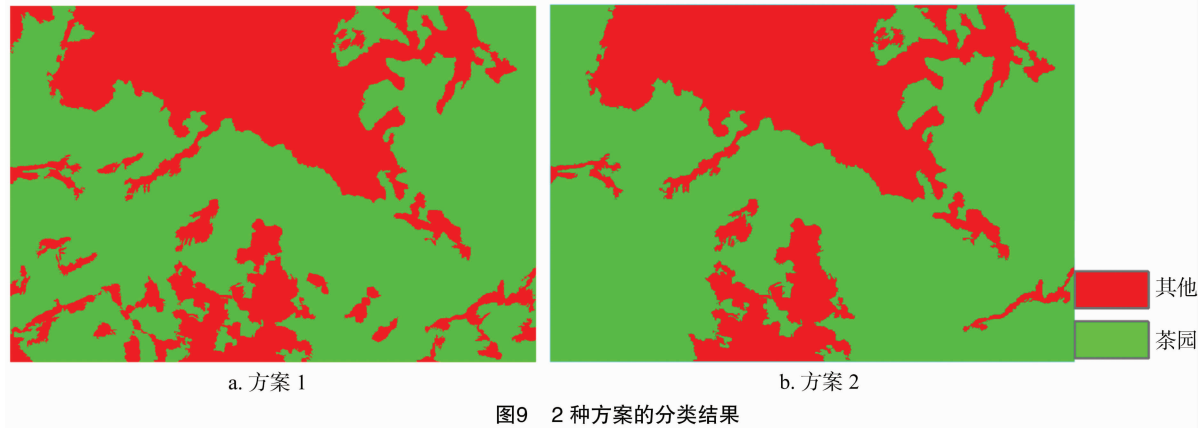 其他
茶园
a. 方案 1
b. 方案 2
图9 2 种方案的分类结果